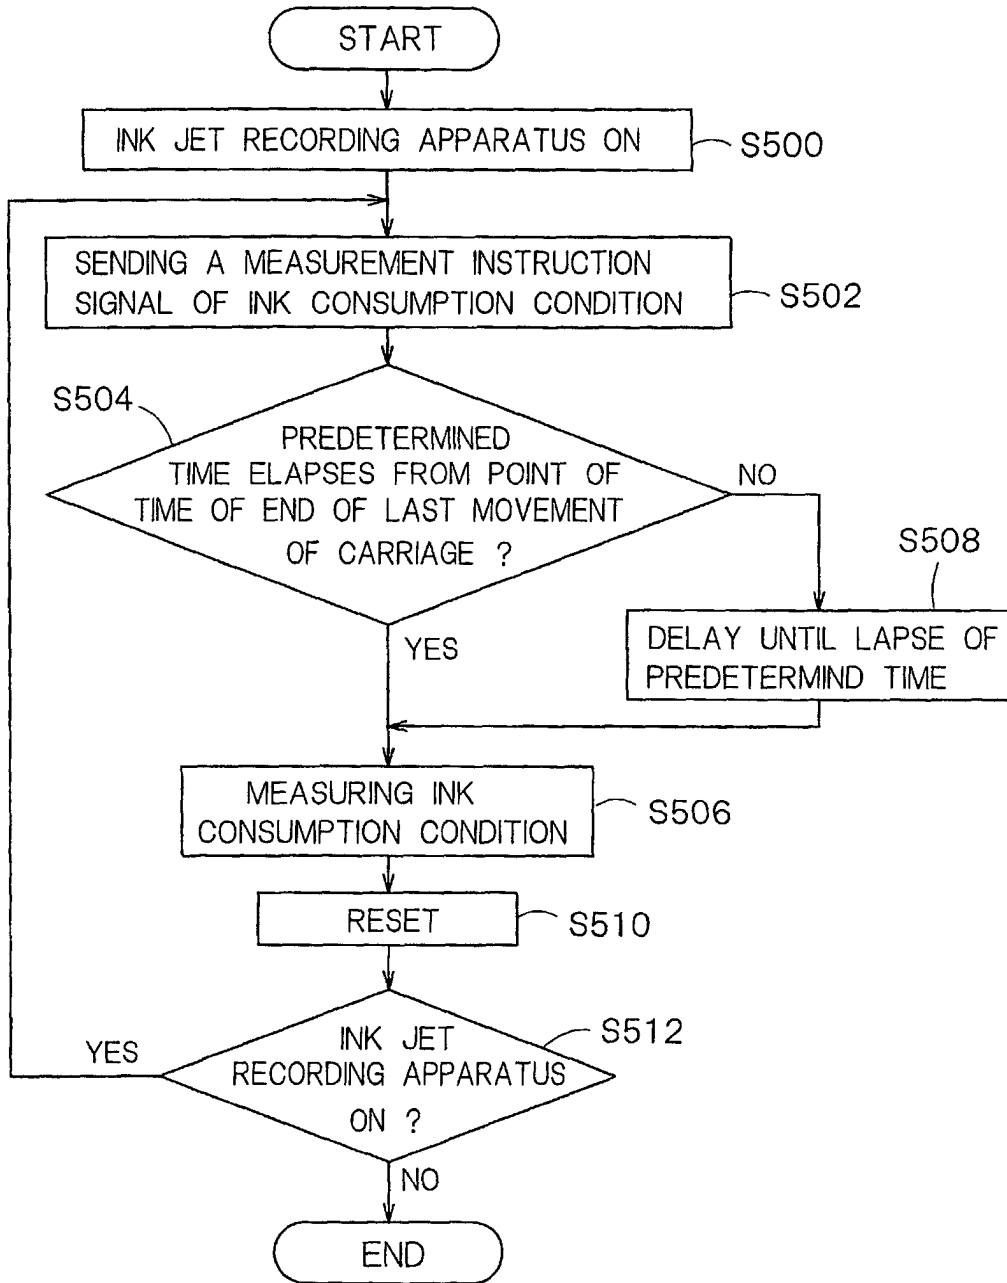 START
INK JET RECORDING APPARATUS ON
S500
SENDING A MEASUREMENT INSTRUCTION
SIGNAL OF INK CONSUMPTION CONDITION
S502
S504
PREDETERMINED
TIME ELAPSES FROM POINT OF
TIME OF END OF LAST MOVEMENT
OF CARRIAGE ?
NO
S508
DELAY UNTIL LAPSE OF
PREDETERMIND TIME
YES
MEASURING INK
CONSUMPTION CONDITION
S506
RESET
S510
INK JET
RECORDING APPARATUS
ON ?
S512
YES
NO
END